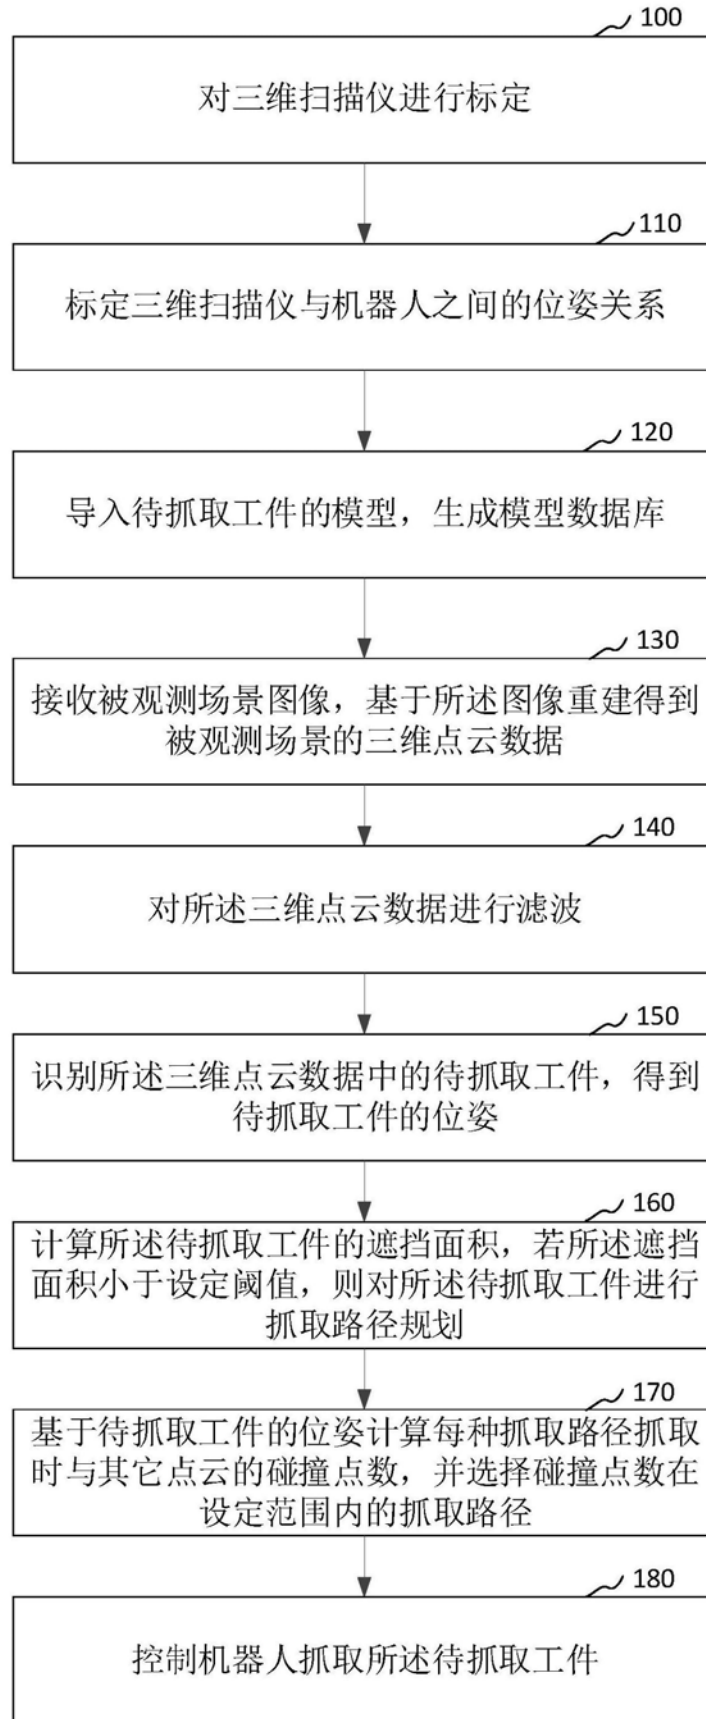 100
对三维扫描仪进行标定
110
标定三维扫描仪与机器人之间的位姿关系
120
导入待抓取工件的模型，生成模型数据库
130
接收被观测场景图像，基于所述图像重建得到
被观测场景的三维点云数据
140
对所述三维点云数据进行滤波
150
识别所述三维点云数据中的待抓取工件，得到
待抓取工件的位姿
160
计算所述待抓取工件的遮挡面积，若所述遮挡
面积小于设定阈值，则对所述待抓取工件进行
抓取路径规划
170
基于待抓取工件的位姿计算每种抓取路径抓取
时与其它点云的碰撞点数，并选择碰撞点数在
设定范围内的抓取路径
180
控制机器人抓取所述待抓取工件